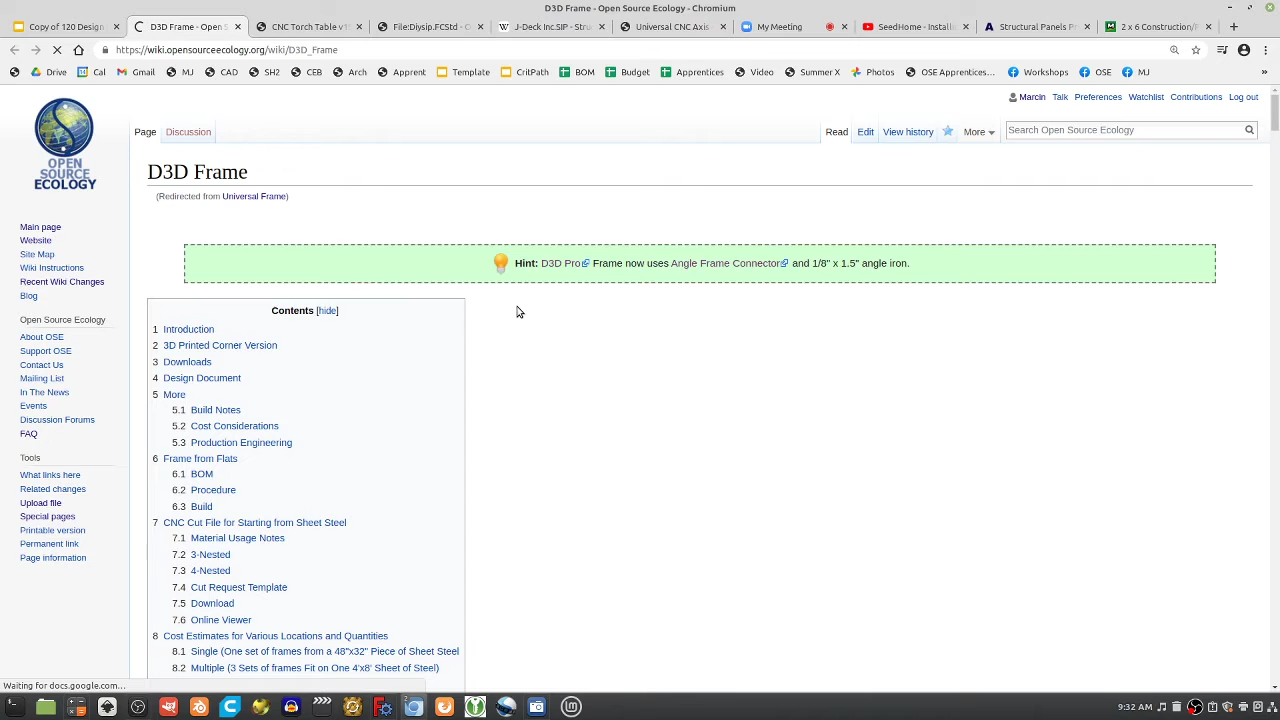 D3D Frame - Open Source Ecology - Chromium
Copy of 120 Design
D3D Frame - Open S
CNC Torch Table v1
File:Divjsip.FCStd - C
J-Deck Inc.SIP - Struc
Universal CNC Axis
My Meeting
SeedHome - Install
Structural Panels Pr
2 x 6 Construction/F
https://wiki.opensourceecology.org/wiki/D3D_Frame
Drive
Cal
Gmail
MJ
CAD
SH2
CEB
Arch
Apprent
Template
CritPath
BOM
Budget
Apprentices
Video
Summer X
Photos
OSE Apprentices...
Workshops
OSE
MJ
»
Marcin Talk Preferences Watchlist Contributions Log out
Page Discussion Read Edit View history More Search Open Source Ecology
OPEN
SOURCE
ECOLOGY
D3D Frame
(Redirected from Universal Frame)
Hint: D3D Pro Frame now uses Angle Frame Connector and 1/8" x 1.5" angle iron.
Main page
Website
Site Map
Wiki Instructions
Recent Wiki Changes
Blog
Open Source Ecology
About OSE
Support OSE
Contact Us
Mailing List
In The News
Events
Discussion Forums
FAQ
Tools
What links here
Related changes
Upload file
Special pages
Printable version
Permanent link
Page information
Contents [hide]
1 Introduction
2 3D Printed Corner Version
3 Downloads
4 Design Document
5 More
5.1 Build Notes
5.2 Cost Considerations
5.3 Production Engineering
6 Frame from Flats
6.1 BOM
6.2 Procedure
6.3 Build
7 CNC Cut File for Starting from Sheet Steel
7.1 Material Usage Notes
7.2 3-Nested
7.3 4-Nested
7.4 Cut Request Template
7.5 Download
7.6 Online Viewer
8 Cost Estimates for Various Locations and Quantities
8.1 Single (One set of frames from a 48"x32" Piece of Sheet Steel
8.2 Multiple (3 Sets of frames Fit on One 4'x8' Sheet of Steel)
Waiting for docs.google.com...
9:32 AM